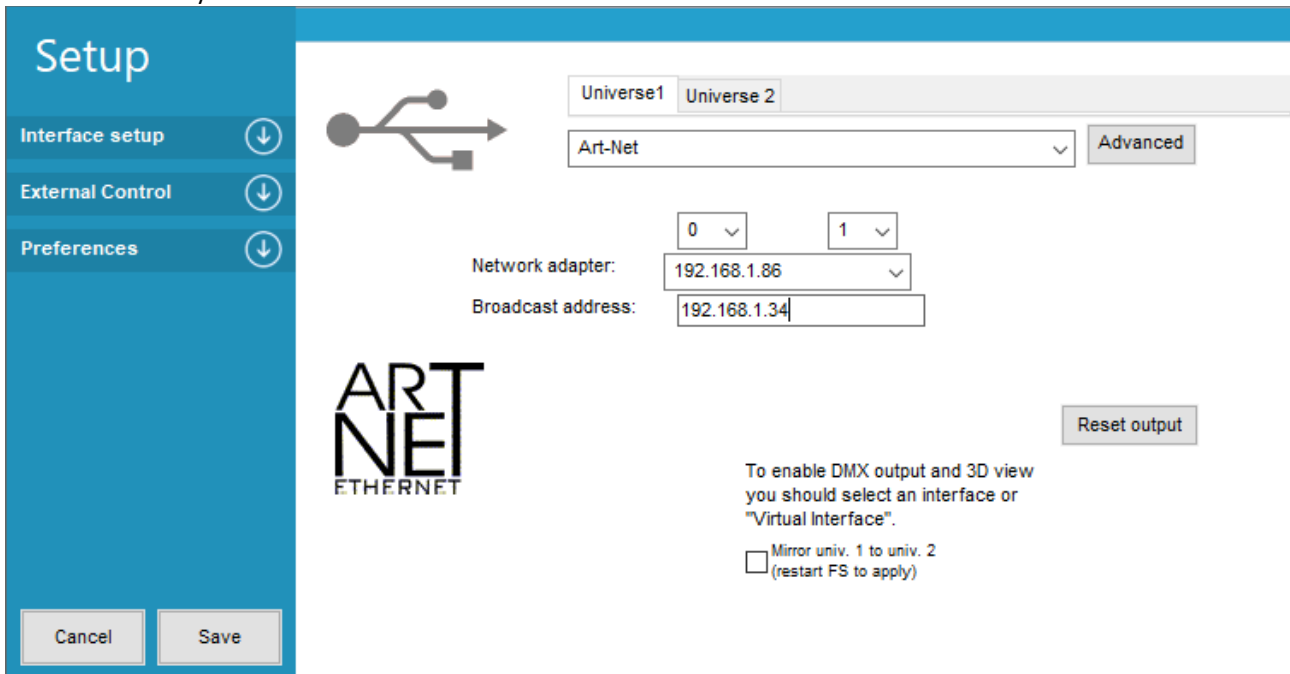 Setup
Interface setup
External Control
Preferences
Universe1 Universe 2
Art-Net Advanced
0 1
Network adapter: 192.168.1.86
Broadcast address: 192.168.1.34
ART
NET
ETHERNET
Reset output
To enable DMX output and 3D view
you should select an interface or
"Virtual Interface".
Mirror univ. 1 to univ. 2
(restart FS to apply)
Cancel Save